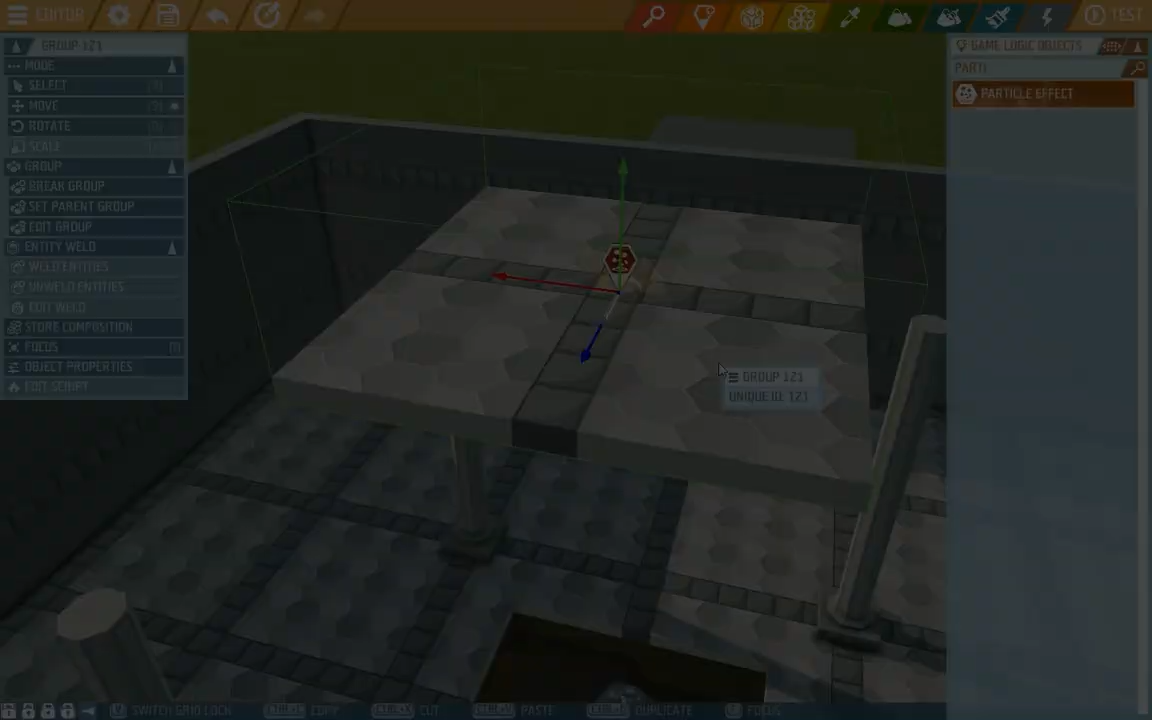 EDITOR
TEST
GROUP 121
MODE
SELECT
MOVE
ROTATE
SCALE
GROUP
BREAK GROUP
SET PARENT GROUP
EDIT GROUP
ENTITY WELD
WELD ENTITIES
UNWELD ENTITIES
EDIT WELD
STORE COMPOSITION
FOCUS
OBJECT PROPERTIES
EDIT SCRIPT
GAME LOGIC OBJECTS
PARTI
PARTICLE EFFECT
GROUP 121
UNIQUE ID: 121
SWITCH GRID LOCK
COPY
CUT
PASTE
DUPLICATE
FOCUS